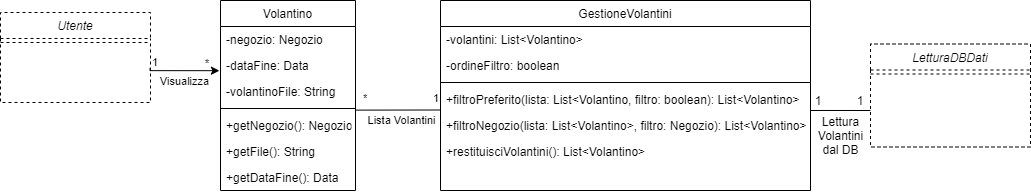 Utente
1
*
Visualizza
Volantino
-negozio: Negozio
-dataFine: Data
-volantinoFile: String
+getNegozio(): Negozio
+getFile(): String
+getDataFine(): Data
*
1
Lista Volantini
GestioneVolantini
-volantini: List<Volantino>
-ordineFiltro: boolean
+filtroPreferito(lista: List<Volantino, filtro: boolean): List<Volantino>
+filtroNegozio(lista: List<Volantino>, filtro: Negozio): List<Volantino>
+restituisciVolantini(): List<Volantino>
1
1
Lettura
Volantini
dal DB
LetturaDBDati